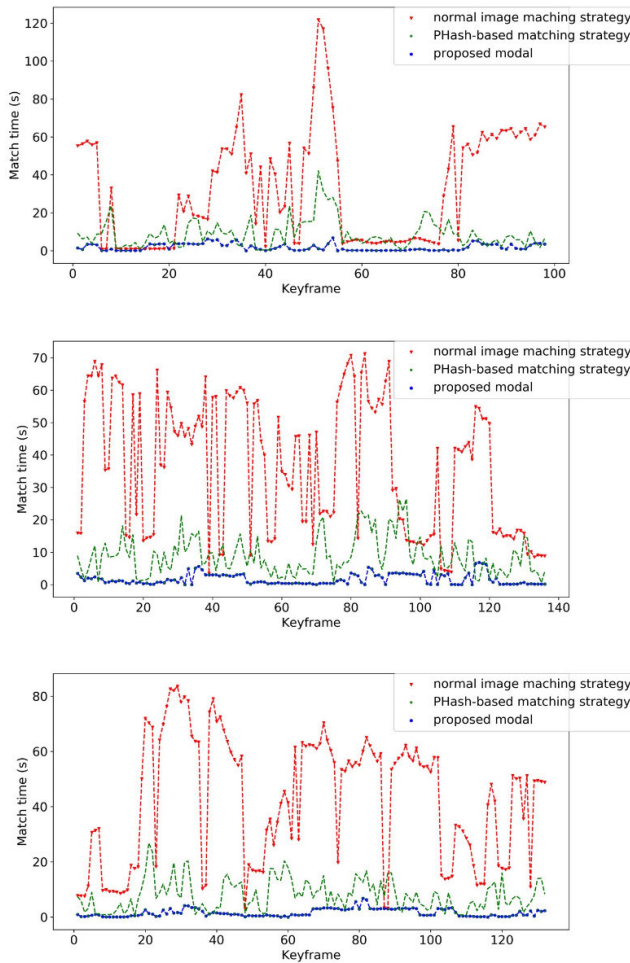 normal image maching strategy
PHash-based matching strategy
proposed modal
120
100
80
60
40
20
0
Match time (s)
0 20 40 60 80 100
Keyframe
normal image maching strategy
PHash-based matching strategy
proposed modal
70
60
50
40
30
20
10
0
Match time (s)
0 20 40 60 80 100 120 140
Keyframe
normal image maching strategy
PHash-based matching strategy
proposed modal
80
60
40
20
0
Match time (s)
0 20 40 60 80 100 120
Keyframe